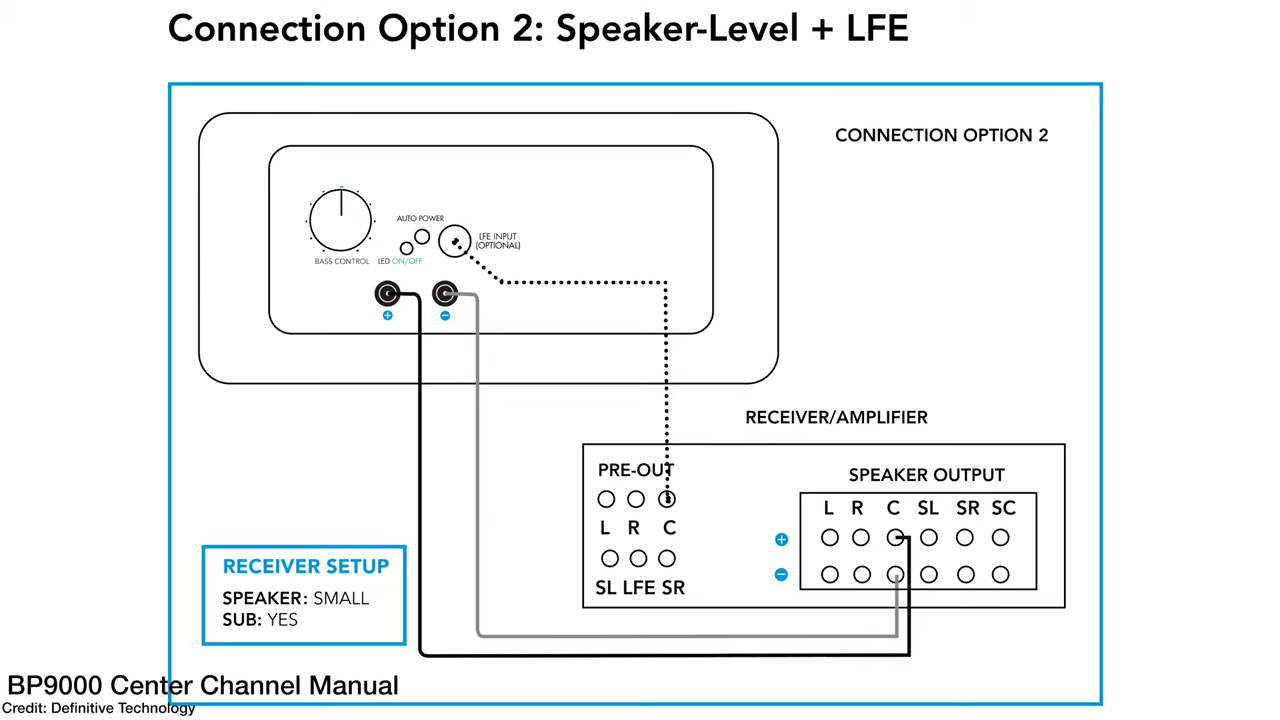 Connection Option 2: Speaker-Level + LFE
CONNECTION OPTION 2
AUTO POWER
LFE INPUT
(OPTIONAL)
BASS CONTROL
LED ON/OFF
+
−
RECEIVER/AMPLIFIER
PRE-OUT
L R C
SL LFE SR
SPEAKER OUTPUT
L R C SL SR SC
+
−
RECEIVER SETUP
SPEAKER: SMALL
SUB: YES
BP9000 Center Channel Manual
Credit: Definitive Technology